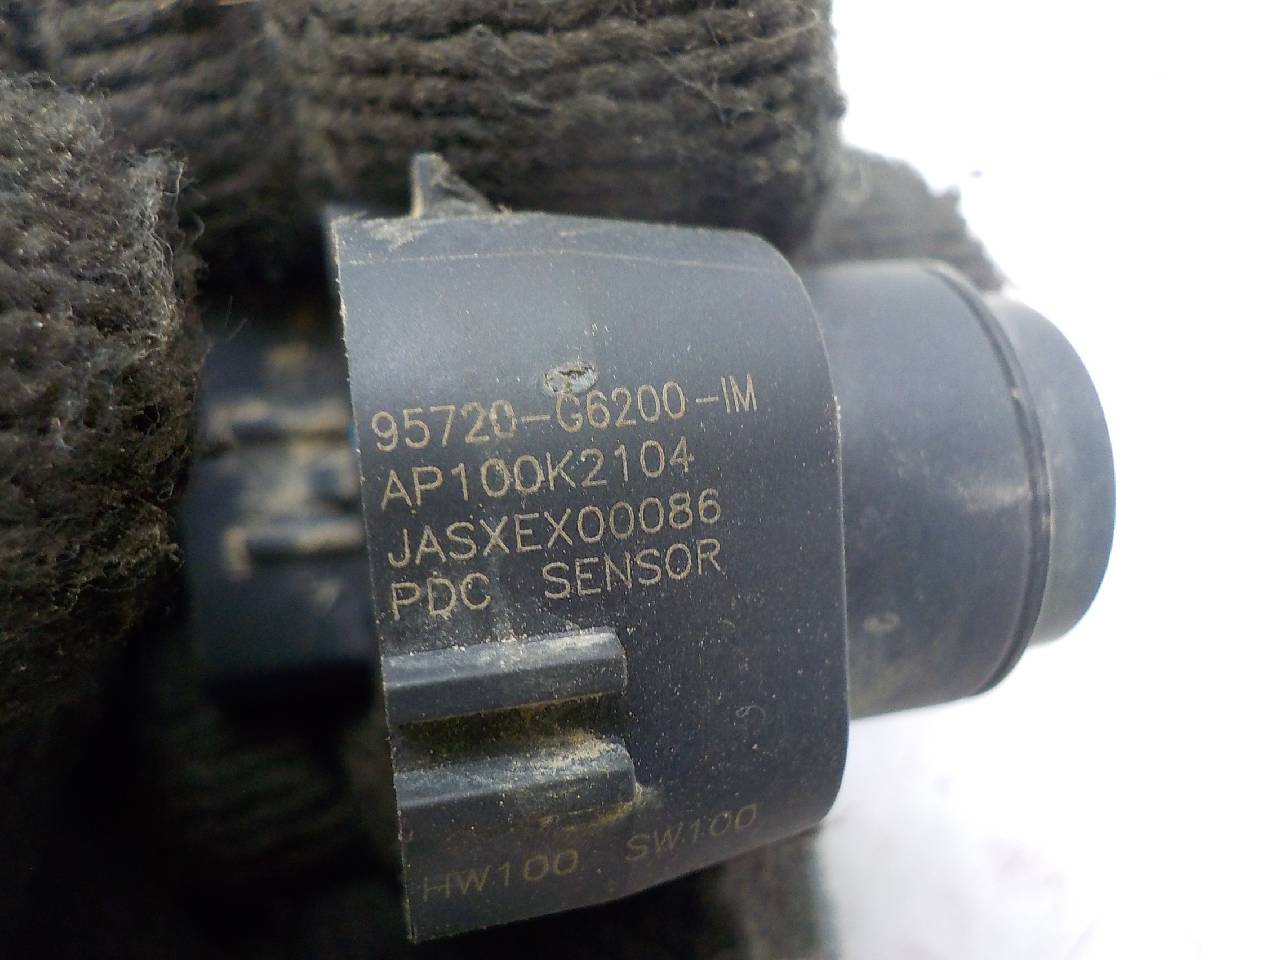 95720-G6200-IM
AP100K2104
JASXEX00086
PDC SENSOR
HW100 SW100